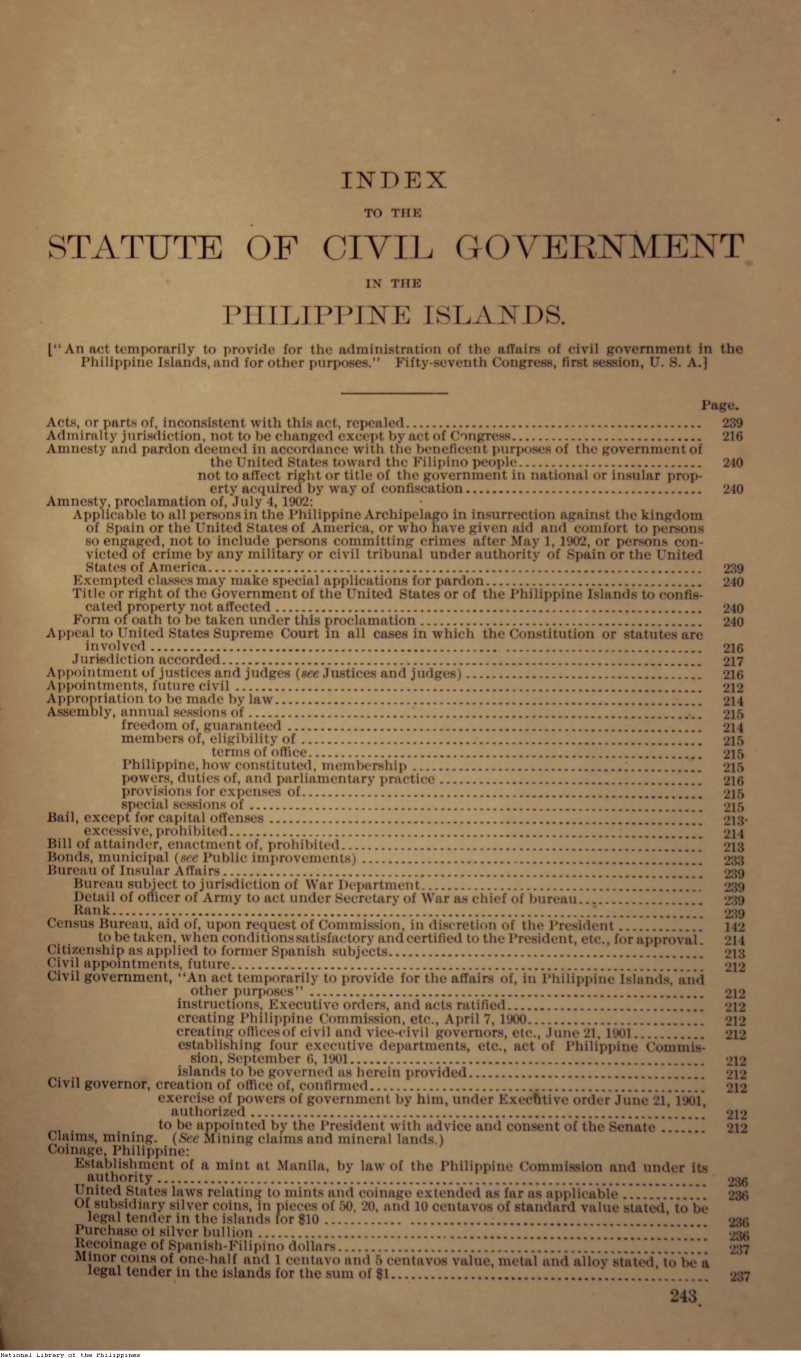 INDEX
TO THE
STATUTE OF CIVIL GOVERNMENT
IN THE
PHILIPPINE ISLANDS.
["An act temporarily to provide for the administration of the affairs of civil government in the
Philippine Islands, and for other purposes." Fifty-seventh Congress, first session, U. S. A.]
Page.
Acts, or parts of, inconsistent with this act, repealed 239
Admiralty jurisdiction, not to be changed except by act of Congress 216
Amnesty and pardon deemed in accordance with the beneficent purposes of the government of
the United States toward the Filipino people 240
not to affect right or title of the government in national or insular prop-
erty acquired by way of confiscation 240
Amnesty, proclamation of, July 4, 1902:
Applicable to all persons in the Philippine Archipelago in insurrection against the kingdom
of Spain or the United States of America, or who have given aid and comfort to persons
so engaged, not to include persons committing crimes after May 1, 1902, or persons con-
victed of crime by any military or civil tribunal under authority of Spain or the United
States of America 239
Exempted classes may make special applications for pardon 240
Title or right of the Government of the United States or of the Philippine Islands to confis-
cated property not affected 240
Form of oath to be taken under this proclamation 240
Appeal to United States Supreme Court in all cases in which the Constitution or statutes are
involved 216
Jurisdiction accorded 217
Appointment of justices and judges (see Justices and judges) 216
Appointments, future civil 212
Appropriation to be made by law 214
Assembly, annual sessions of 215
freedom of, guaranteed 214
members of, eligibility of 215
terms of office 215
Philippine, how constituted, membership 215
powers, duties of, and parliamentary practice 216
provisions for expenses of 215
special sessions of 215
Bail, except for capital offenses 213
excessive, prohibited 214
Bill of attainder, enactment of, prohibited 213
Bonds, municipal (see Public improvements) 233
Bureau of Insular Affairs 239
Bureau subject to jurisdiction of War Department 239
Detail of officer of Army to act under Secretary of War as chief of bureau 239
Rank 239
Census Bureau, aid of, upon request of Commission, in discretion of the President 142
to be taken, when conditions satisfactory and certified to the President, etc., for approval. 214
Citizenship as applied to former Spanish subjects 213
Civil appointments, future 212
Civil government, "An act temporarily to provide for the affairs of, in Philippine Islands, and
other purposes" 212
instructions, Executive orders, and acts ratified 212
creating Philippine Commission, etc., April 7, 1900 212
creating offices of civil and vice-civil governors, etc., June 21, 1901 212
establishing four executive departments, etc., act of Philippine Commis-
sion, September 6, 1901 212
islands to be governed as herein provided 212
Civil governor, creation of office of, confirmed 212
exercise of powers of government by him, under Executive order June 21, 1901,
authorized 212
to be appointed by the President with advice and consent of the Senate 212
Claims, mining. (See Mining claims and mineral lands.)
Coinage, Philippine:
Establishment of a mint at Manila, by law of the Philippine Commission and under its
authority 236
United States laws relating to mints and coinage extended as far as applicable 236
Of subsidiary silver coins, in pieces of 50, 20, and 10 centavos of standard value stated, to be
legal tender in the islands for $10 236
Purchase of silver bullion 236
Recoinage of Spanish-Filipino dollars 237
Minor coins of one-half and 1 centavo and 5 centavos value, metal and alloy stated, to be a
legal tender in the islands for the sum of $1 237
243
National Library of the Philippines